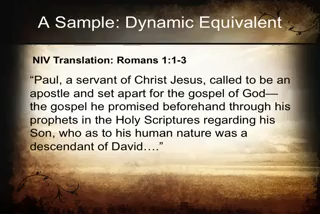 A Sample: Dynamic Equivalent
NIV Translation: Romans 1:1-3
“Paul, a servant of Christ Jesus, called to be an
apostle and set apart for the gospel of God—
the gospel he promised beforehand through his
prophets in the Holy Scriptures regarding his
Son, who as to his human nature was a
descendant of David….”